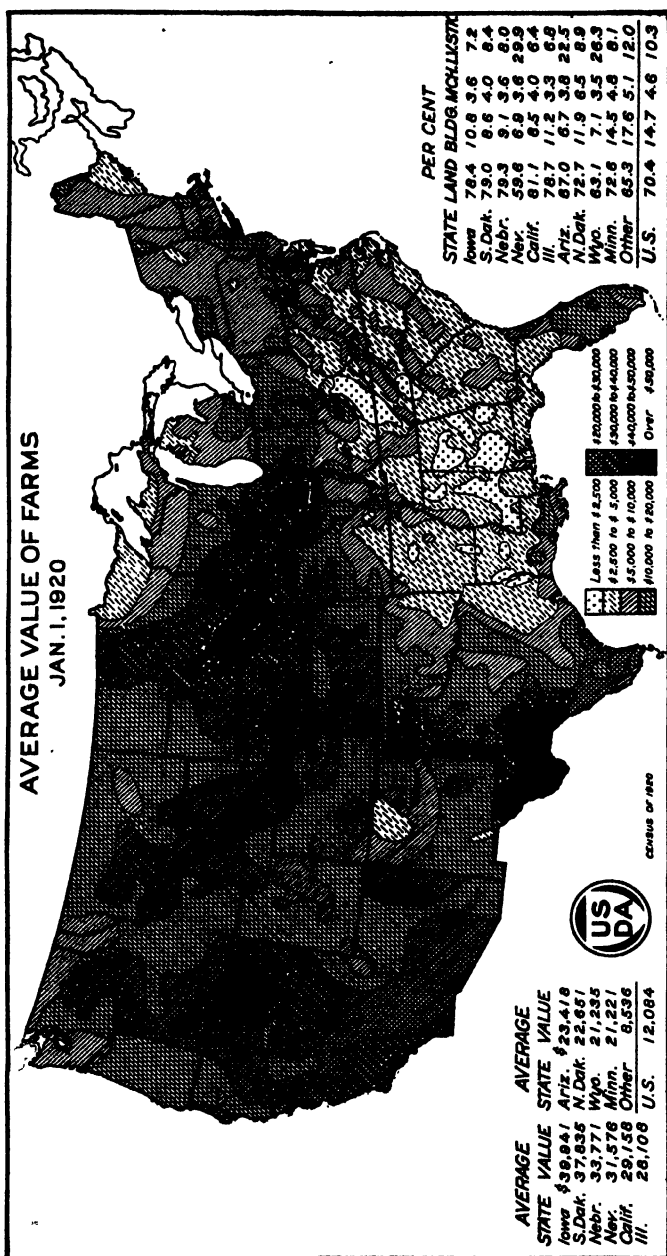 AVERAGE VALUE OF FARMS
JAN. 1, 1920
AVERAGE AVERAGE
STATE VALUE STATE VALUE
Iowa $39,941 Ariz. $23,418
S.Dak. 37,835 N.Dak. 22,651
Nebr. 33,771 Wyo. 21,235
Nev. 31,576 Minn. 21,221
Calif. 29,158 Other 8,536
Ill. 28,108 U.S. 12,084
US
DA
CENSUS OF 1920
Less than $2,500 $20,000 to $30,000
$2,500 to $5,000 $30,000 to $40,000
$5,000 to $10,000 $40,000 to $50,000
$10,000 to $20,000 Over $50,000
PER CENT
STATE LAND BLDG. MCH. LV.STK.
Iowa 78.4 10.8 3.6 7.2
S.Dak. 79.0 8.6 4.0 8.4
Nebr. 79.3 9.1 3.6 8.0
Nev. 59.6 6.9 3.6 29.9
Calif. 81.1 8.5 4.0 6.4
Ill. 78.7 11.2 3.3 6.8
Ariz. 67.0 6.7 3.8 22.5
N.Dak. 72.7 11.9 6.5 8.9
Wyo. 63.1 7.1 3.5 26.3
Minn. 72.6 14.5 4.8 8.1
Other 65.3 17.6 5.1 12.0
U.S. 70.4 14.7 4.6 10.3